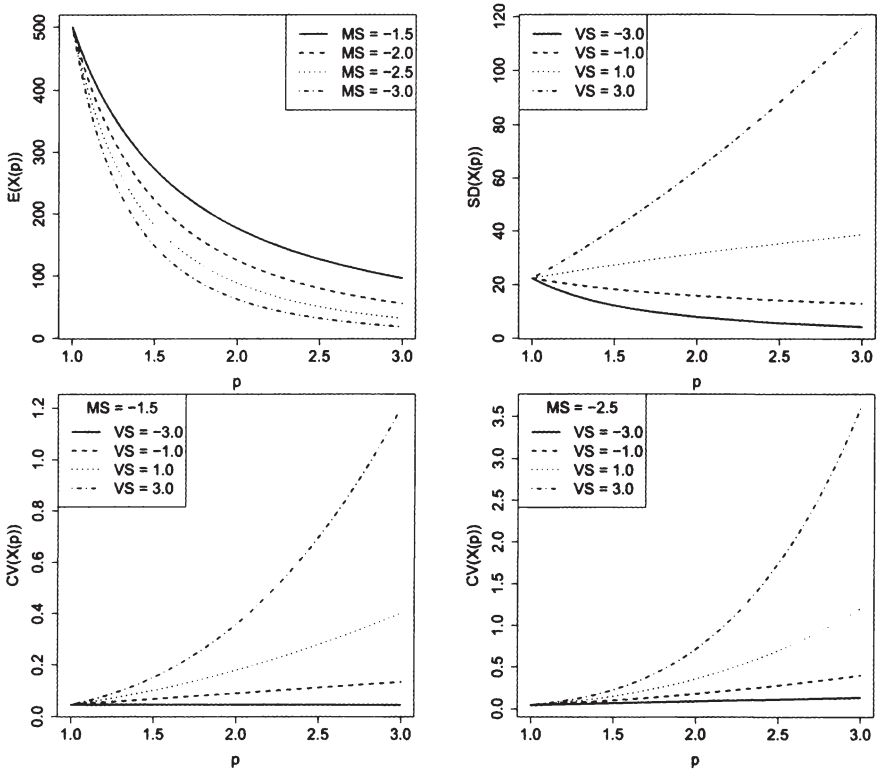 E(X(p))
500
400
300
200
100
0
MS = −1.5
MS = −2.0
MS = −2.5
MS = −3.0
1.0 1.5 2.0 2.5 3.0
p
SD(X(p))
120
100
80
60
40
20
0
VS = −3.0
VS = −1.0
VS = 1.0
VS = 3.0
1.0 1.5 2.0 2.5 3.0
p
CV(X(p))
1.2
1.0
0.8
0.6
0.4
0.2
0.0
MS = −1.5
VS = −3.0
VS = −1.0
VS = 1.0
VS = 3.0
1.0 1.5 2.0 2.5 3.0
p
CV(X(p))
3.5
3.0
2.5
2.0
1.5
1.0
0.5
0.0
MS = −2.5
VS = −3.0
VS = −1.0
VS = 1.0
VS = 3.0
1.0 1.5 2.0 2.5 3.0
p